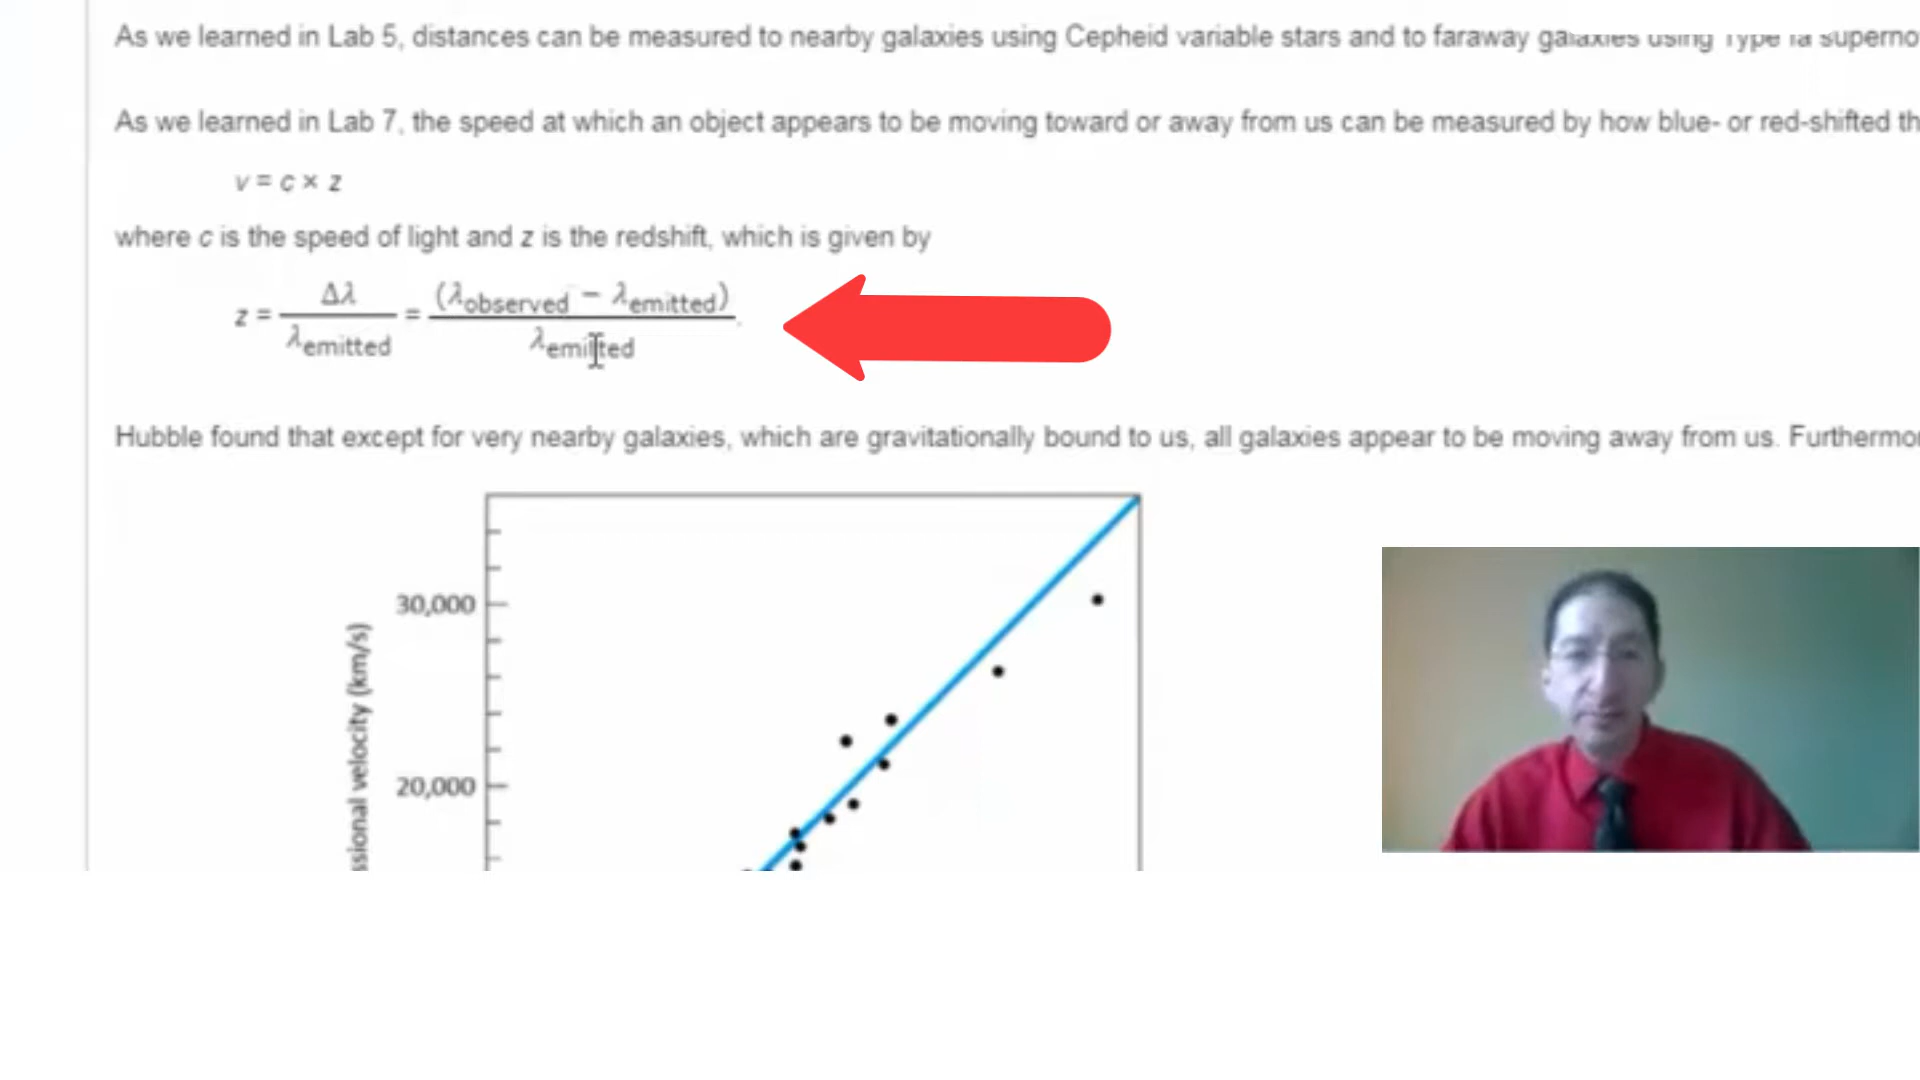 As we learned in Lab 5, distances can be measured to nearby galaxies using Cepheid variable stars and to faraway galaxies using Type Ia superno
As we learned in Lab 7, the speed at which an object appears to be moving toward or away from us can be measured by how blue- or red-shifted th
v = c × z
where c is the speed of light and z is the redshift, which is given by
z = Δλ / λemitted = (λobserved − λemitted) / λemitted.
Hubble found that except for very nearby galaxies, which are gravitationally bound to us, all galaxies appear to be moving away from us. Furthermor
30,000
20,000
ssional velocity (km/s)